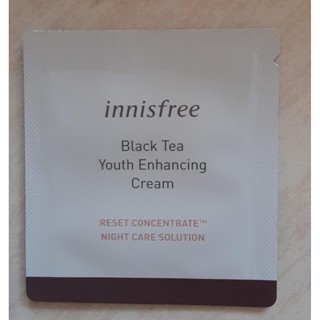 innisfree
Black Tea
Youth Enhancing
Cream
RESET CONCENTRATE™
NIGHT CARE SOLUTION